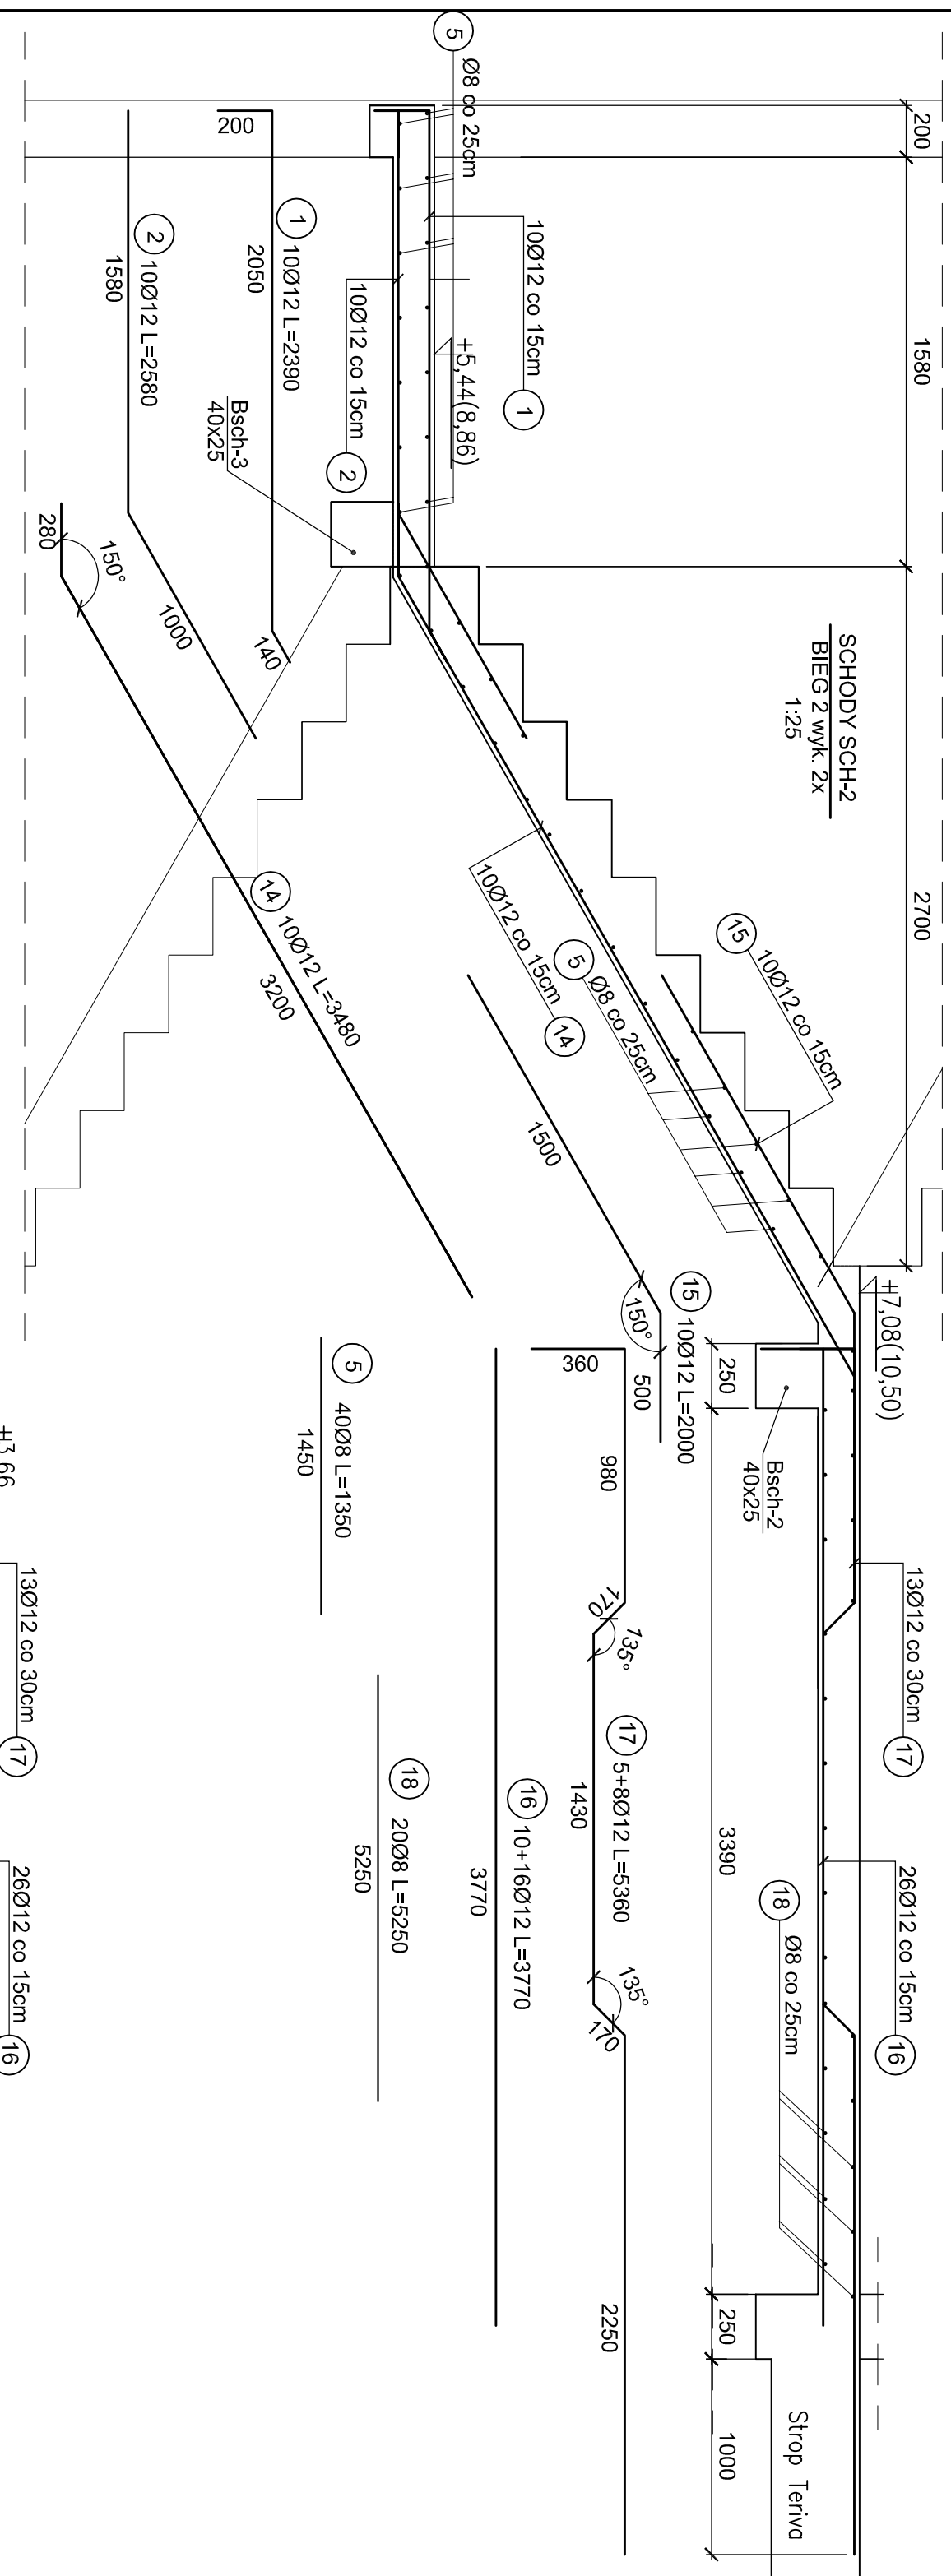 SCHODY SCH-2
BIEG 2 wyk. 2x
1:25
200
1580
2700
5
Ø8 co 25cm
10Ø12 co 15cm
1
+5,44(8,86)
10Ø12 co 15cm
2
Bsch-3
40x25
15
10Ø12 co 15cm
10Ø12 co 15cm
14
5
Ø8 co 25cm
+7,08(10,50)
250
3390
250
1000
Bsch-2
40x25
13Ø12 co 30cm
17
26Ø12 co 15cm
16
18
Ø8 co 25cm
Strop Teriva
200
1
10Ø12 L=2390
2050
140
2
10Ø12 L=2580
1580
1000
280
150°
14
10Ø12 L=3480
3200
1500
150°
15
10Ø12 L=2000
500
360
980
170
135°
17
5+8Ø12 L=5360
1430
135°
170
2250
16
10+16Ø12 L=3770
3770
5
40Ø8 L=1350
1450
18
20Ø8 L=5250
5250
13Ø12 co 30cm
17
26Ø12 co 15cm
16